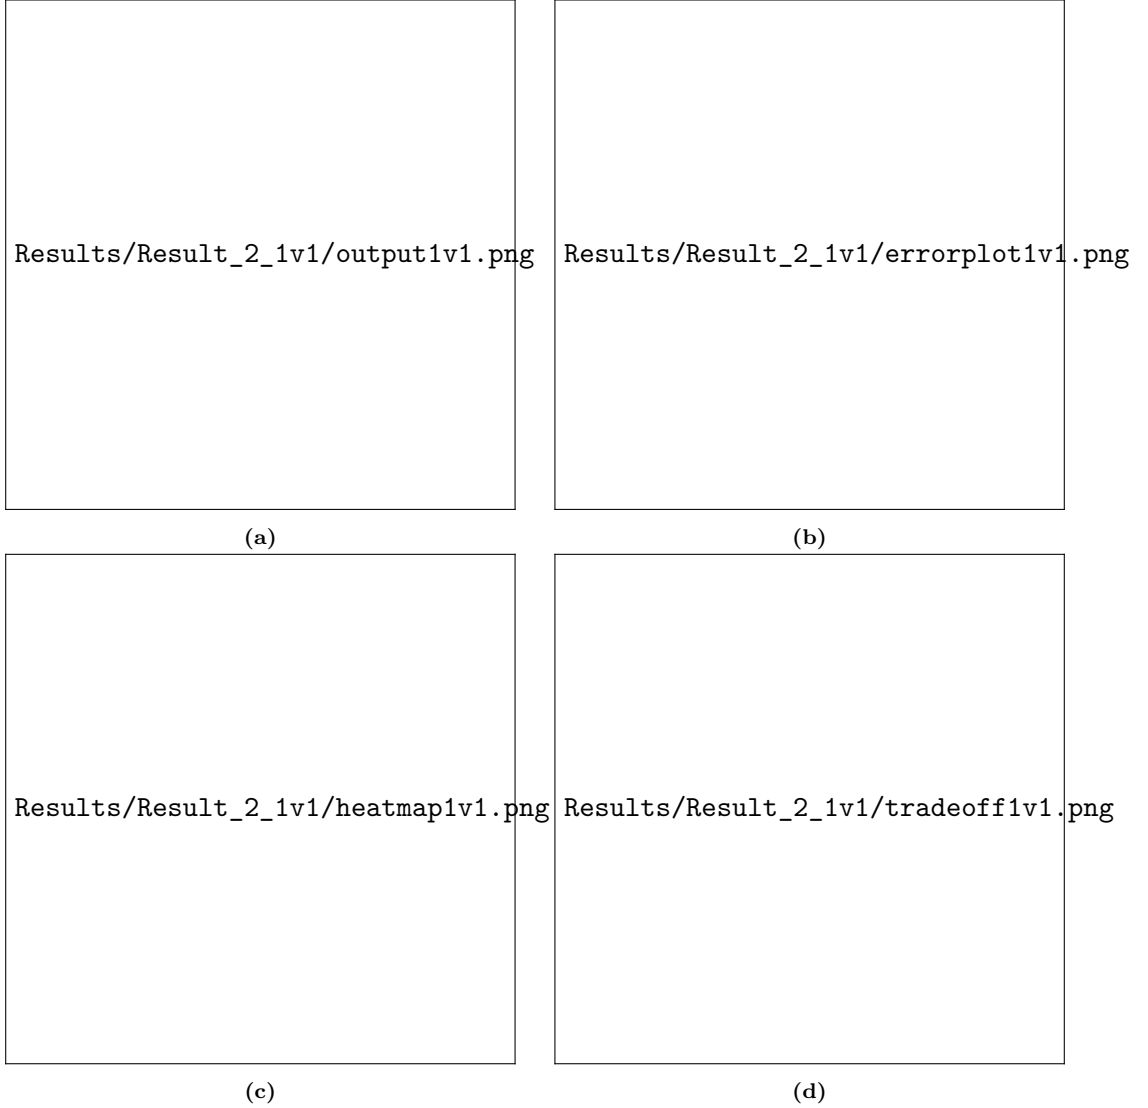 Results/Result_2_1v1/output1v1.png
Results/Result_2_1v1/errorplot1v1.png
(a)
(b)
Results/Result_2_1v1/heatmap1v1.png
Results/Result_2_1v1/tradeoff1v1.png
(c)
(d)